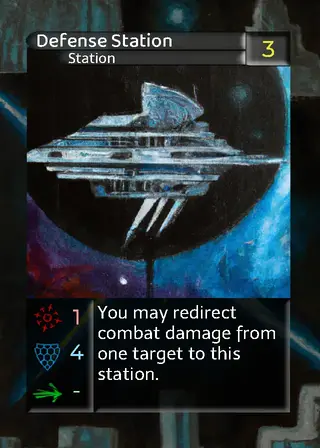 Defense Station
Station
3
1
4
-
You may redirect
combat damage from
one target to this
station.